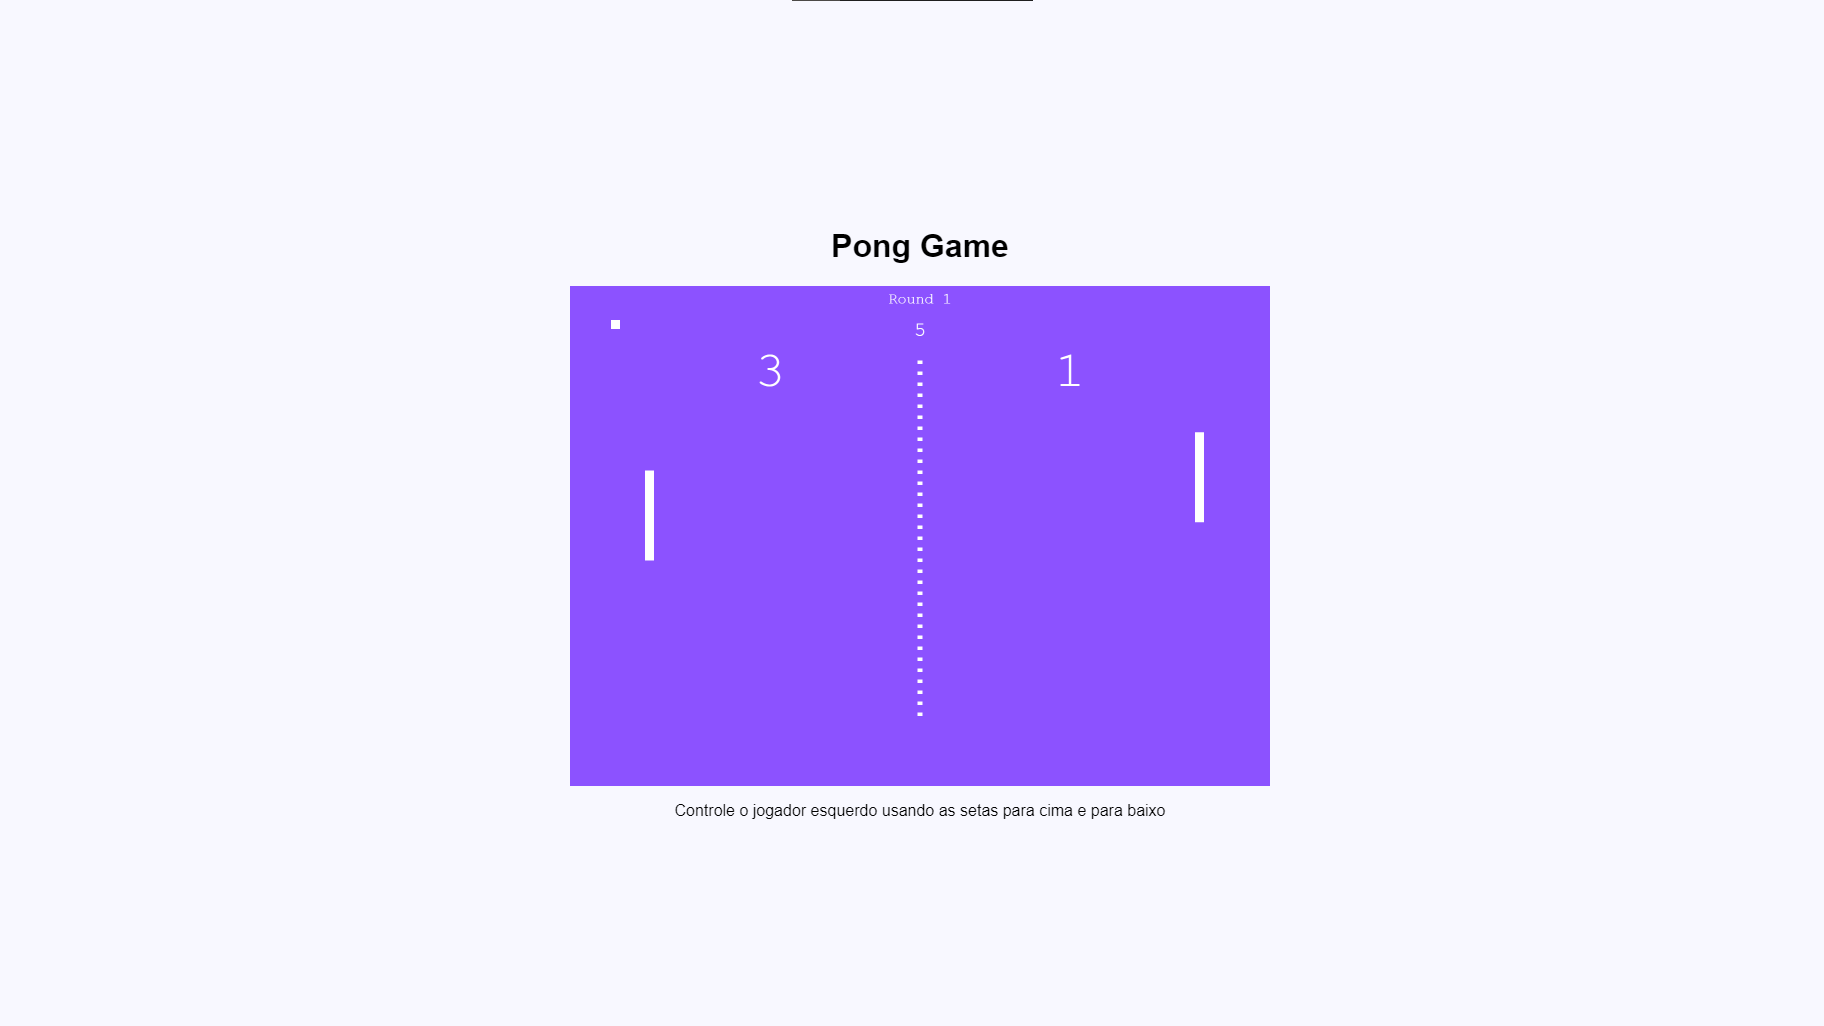 Pong Game
Round 1
5
3 1
Controle o jogador esquerdo usando as setas para cima e para baixo